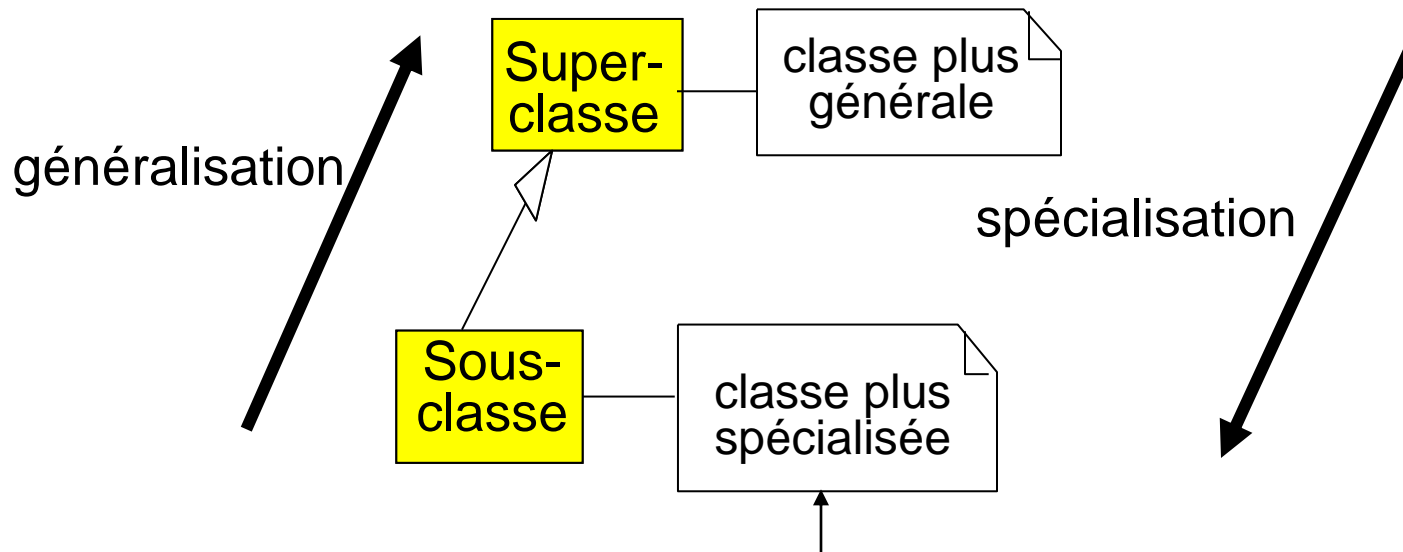 Super-
classe
classe plus
générale
généralisation
spécialisation
Sous-
classe
classe plus
spécialisée